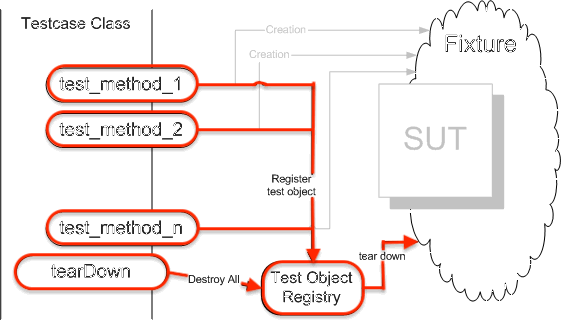 Testcase Class
Creation
Fixture
Creation
test_method_1
test_method_2
SUT
Register
test object
test_method_n
tear down
tearDown
Destroy All
Test Object
Registry